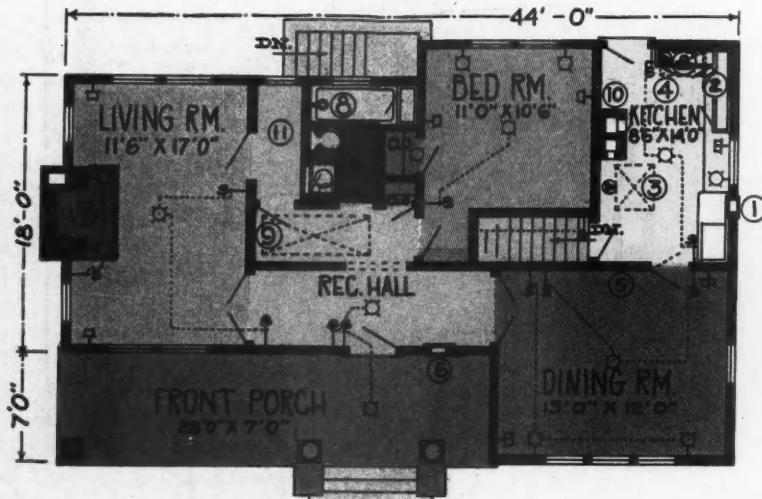 44'-0"
DN.
LIVING RM.
11'6" X 17'0"
8
11
BED RM.
11'0" X 10'6"
CLO.
10
4
2
KITCHEN
8'6" X 14'0"
3
1
18'-0"
9
REC. HALL
5
6
7'0"
FRONT PORCH
28'0" X 7'0"
DINING RM.
13'0" X 12'0"